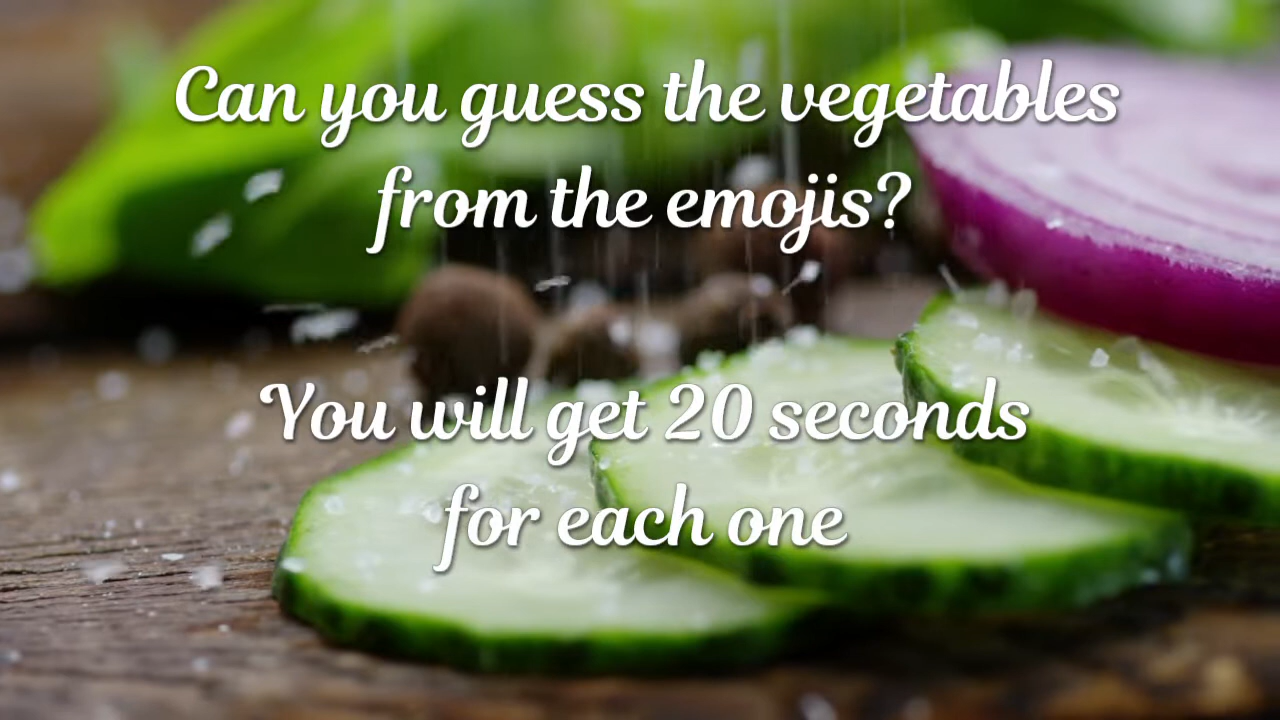 Can you guess the vegetables
from the emojis?
You will get 20 seconds
for each one